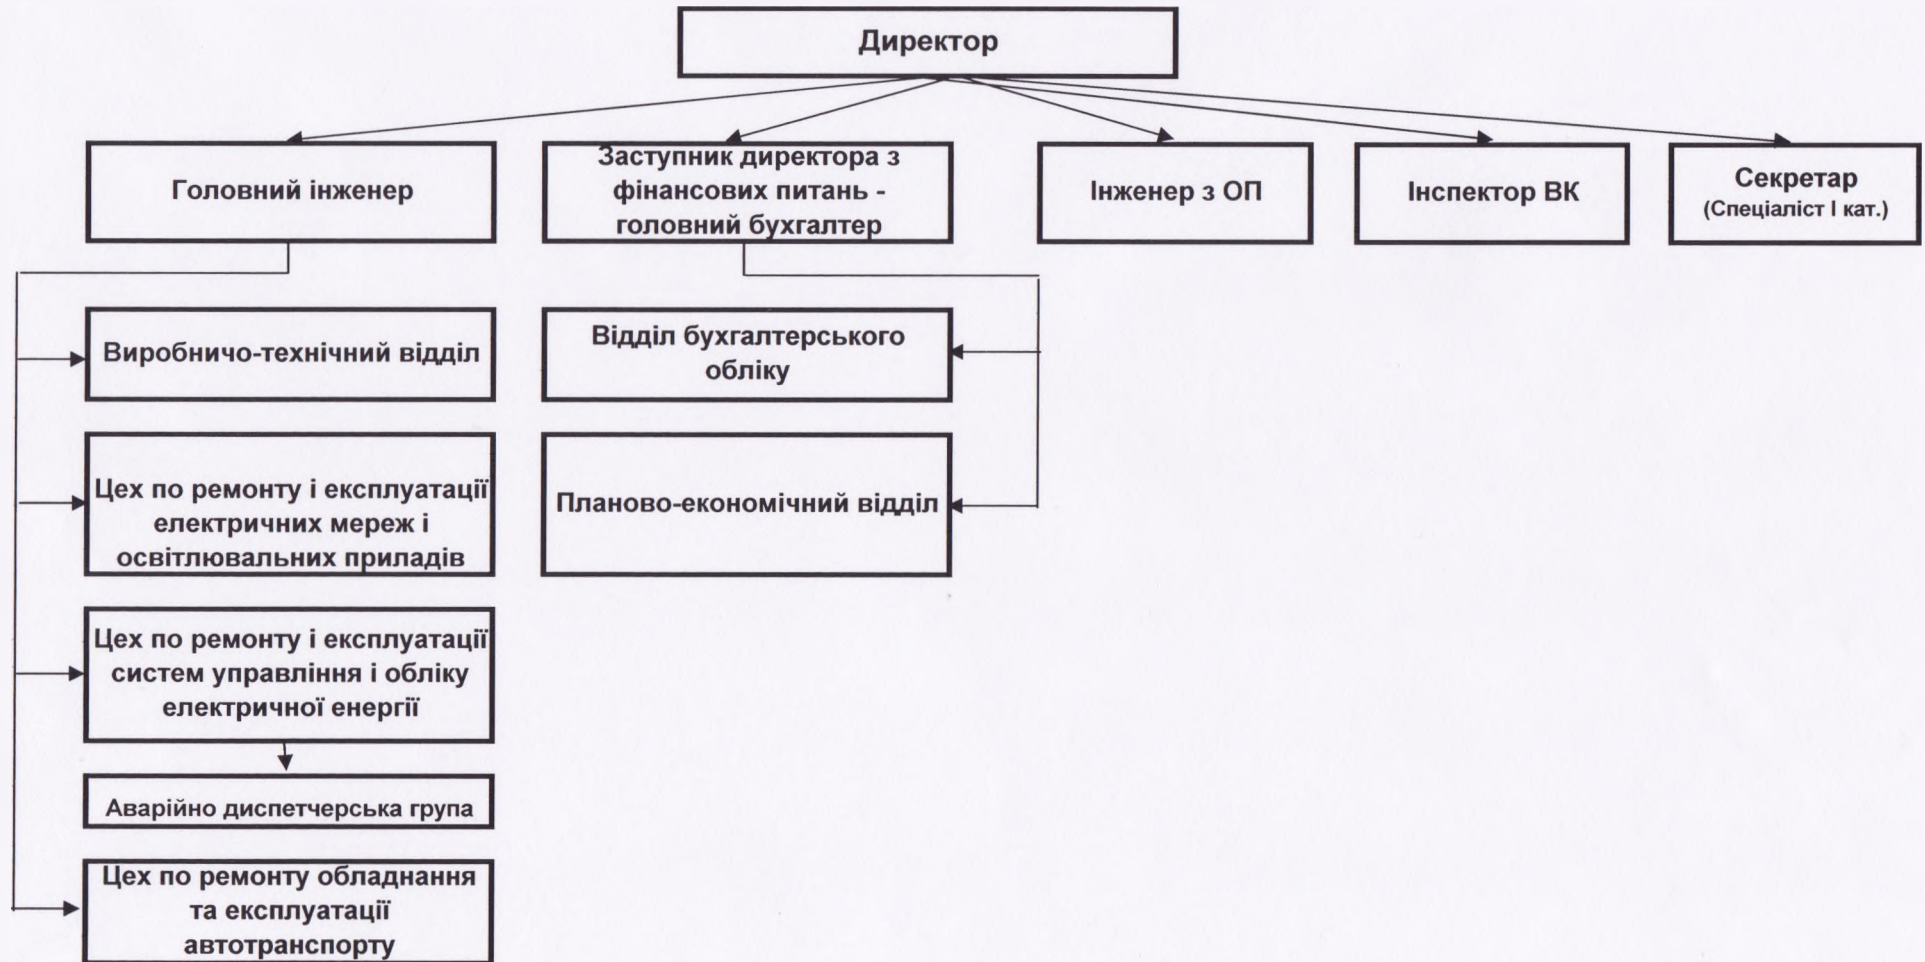 Директор
Головний інженер
Заступник директора з
фінансових питань -
головний бухгалтер
Інженер з ОП
Інспектор ВК
Секретар
(Спеціаліст І кат.)
Виробничо-технічний відділ
Відділ бухгалтерського
обліку
Цех по ремонту і експлуатації
електричних мереж і
освітлювальних приладів
Планово-економічний відділ
Цех по ремонту і експлуатації
систем управління і обліку
електричної енергії
Аварійно диспетчерська група
Цех по ремонту обладнання
та експлуатації
автотранспорту